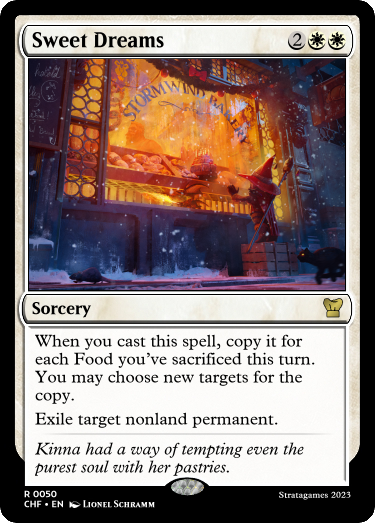 Sweet Dreams
2
STORMWIND
Sorcery
When you cast this spell, copy it for
each Food you've sacrificed this turn.
You may choose new targets for the
copy.
Exile target nonland permanent.
Kinna had a way of tempting even the
purest soul with her pastries.
R 0050
Stratagames 2023
CHF • EN Lionel Schramm